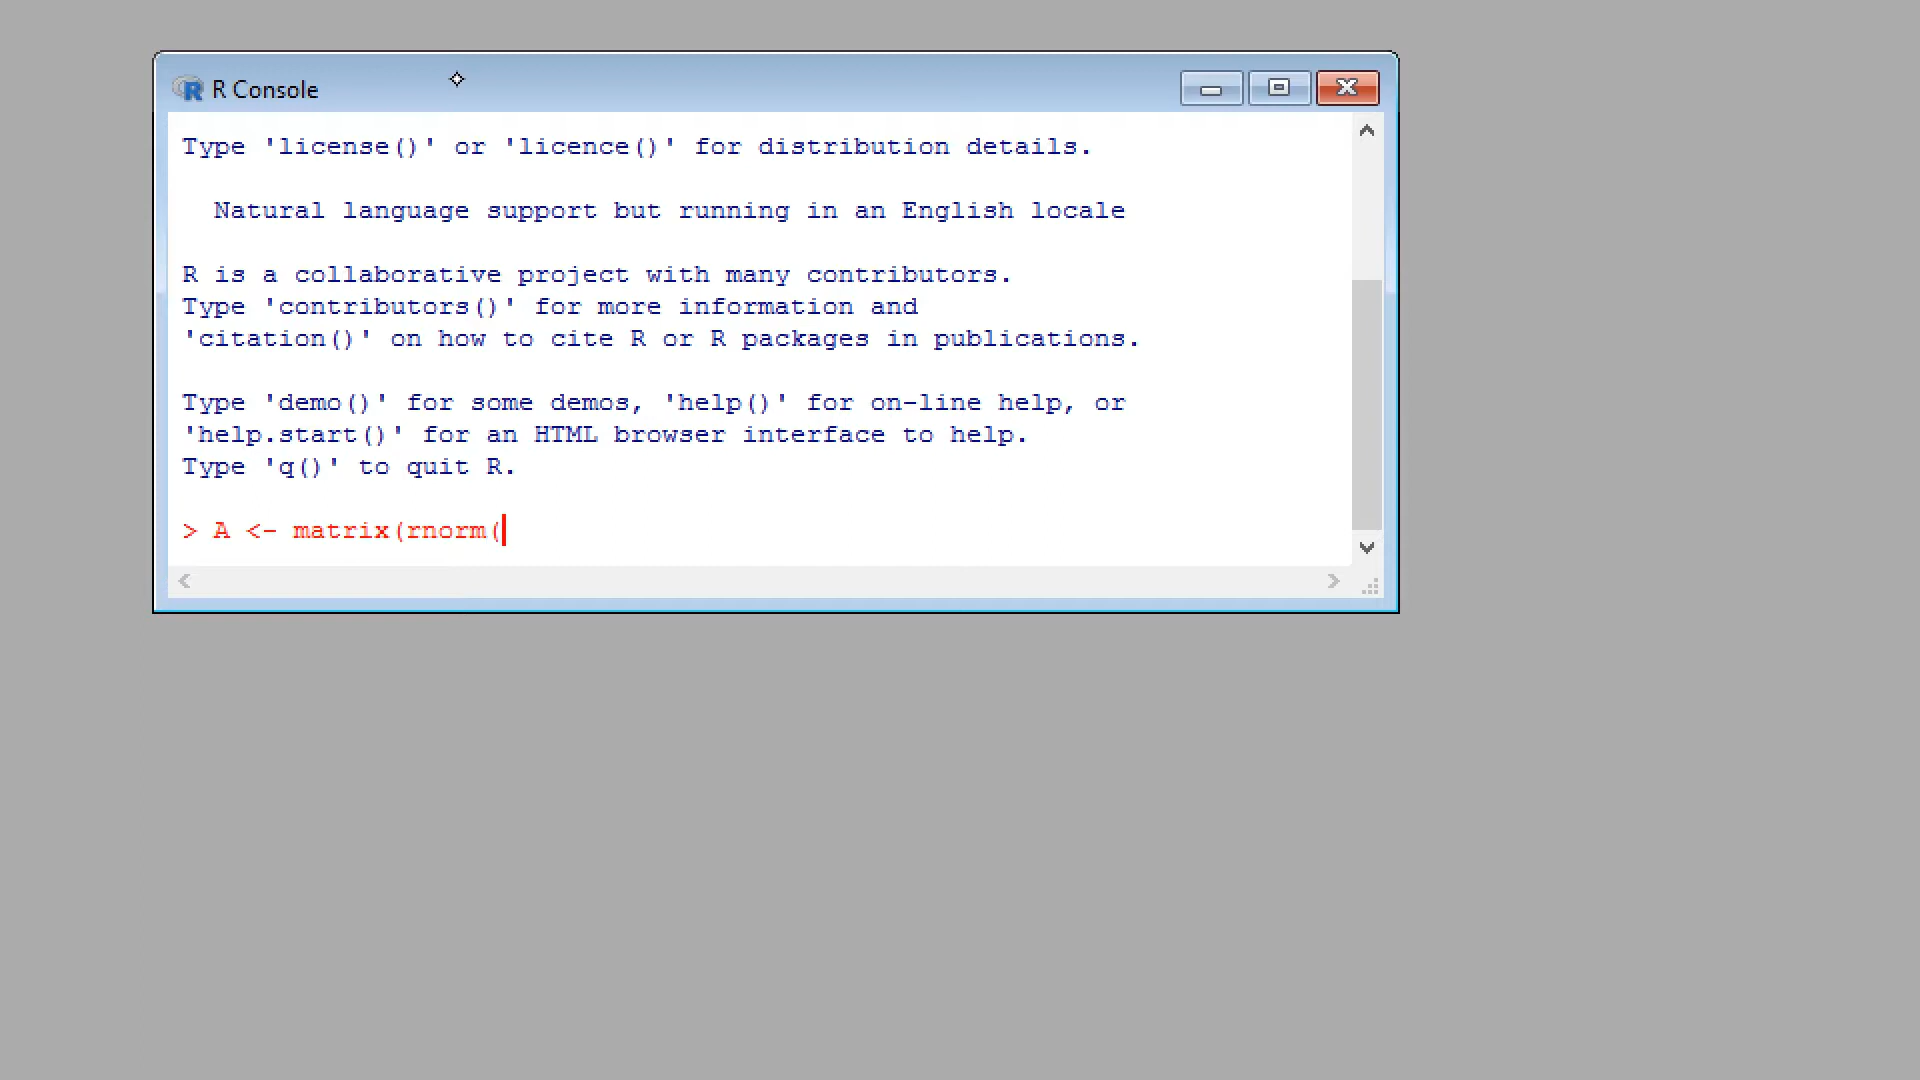 R Console
Type 'license()' or 'licence()' for distribution details.
Natural language support but running in an English locale
R is a collaborative project with many contributors.
Type 'contributors()' for more information and
'citation()' on how to cite R or R packages in publications.
Type 'demo()' for some demos, 'help()' for on-line help, or
'help.start()' for an HTML browser interface to help.
Type 'q()' to quit R.
> A <- matrix(rnorm(